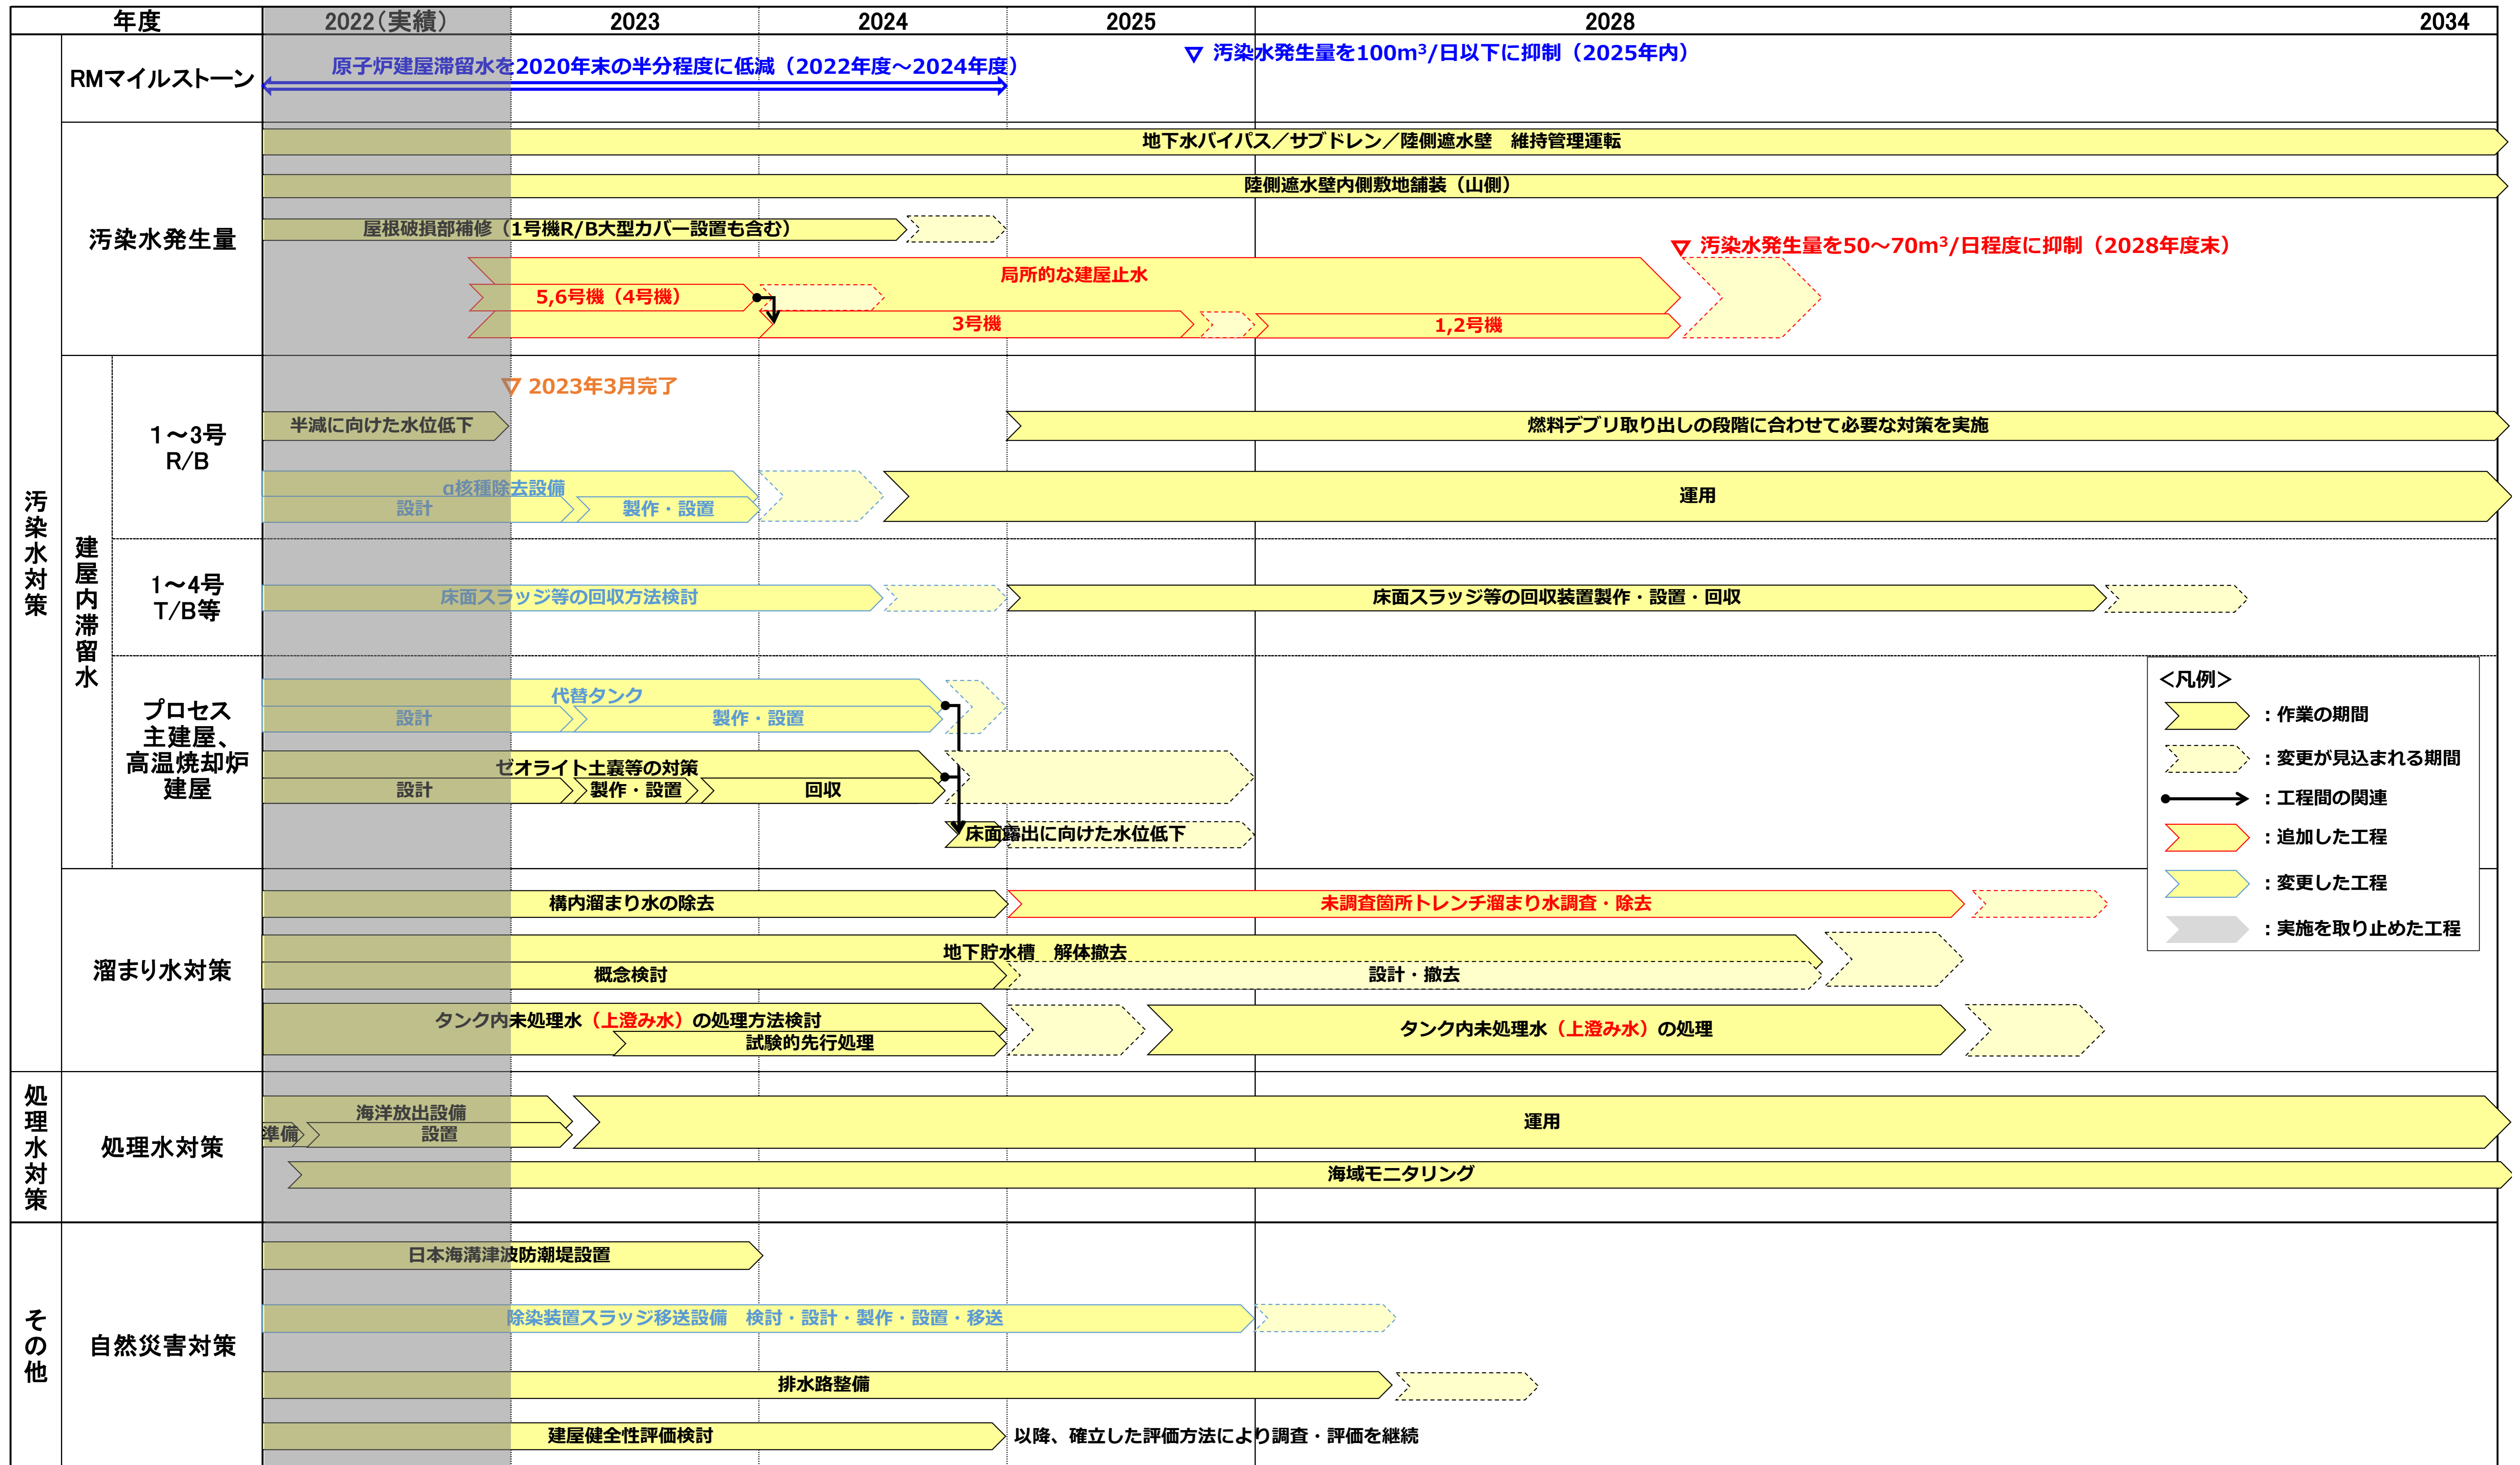 年度
2022（実績）
2023
2024
2025
2028
2034
汚染水対策
RMマイルストーン
原子炉建屋滞留水を2020年末の半分程度に低減（2022年度～2024年度）
▽ 汚染水発生量を100m³/日以下に抑制（2025年内）
汚染水発生量
地下水バイパス／サブドレン／陸側遮水壁　維持管理運転
陸側遮水壁内側敷地舗装（山側）
屋根破損部補修（1号機R/B大型カバー設置も含む）
▽ 汚染水発生量を50～70m³/日程度に抑制（2028年度末）
局所的な建屋止水
5,6号機（4号機）
3号機
1,2号機
建屋内滞留水
1～3号
R/B
▽ 2023年3月完了
半減に向けた水位低下
燃料デブリ取り出しの段階に合わせて必要な対策を実施
α核種除去設備
設計
製作・設置
運用
1～4号
T/B等
床面スラッジ等の回収方法検討
床面スラッジ等の回収装置製作・設置・回収
プロセス
主建屋、
高温焼却炉
建屋
代替タンク
設計
製作・設置
ゼオライト土嚢等の対策
設計
製作・設置
回収
床面露出に向けた水位低下
＜凡例＞
：作業の期間
：変更が見込まれる期間
：工程間の関連
：追加した工程
：変更した工程
：実施を取り止めた工程
溜まり水対策
構内溜まり水の除去
未調査箇所トレンチ溜まり水調査・除去
地下貯水槽　解体撤去
概念検討
設計・撤去
タンク内未処理水（上澄み水）の処理方法検討
試験的先行処理
タンク内未処理水（上澄み水）の処理
処理水対策
処理水対策
海洋放出設備
準備
設置
運用
海域モニタリング
その他
自然災害対策
日本海溝津波防潮堤設置
除染装置スラッジ移送設備　検討・設計・製作・設置・移送
排水路整備
建屋健全性評価検討
以降、確立した評価方法により調査・評価を継続